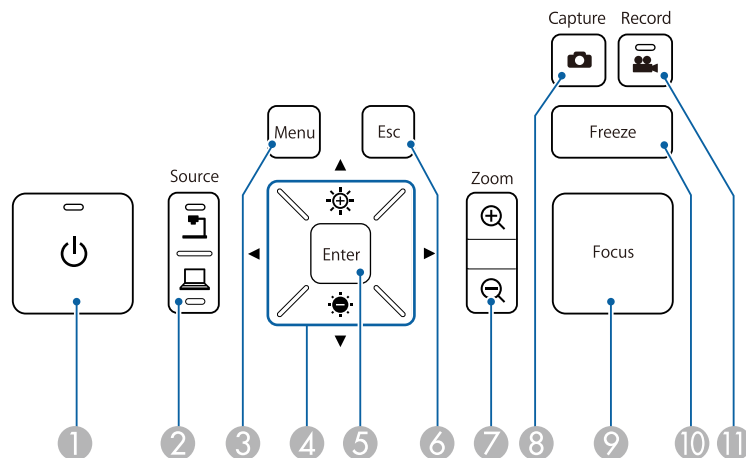 Capture Record
Menu Esc Freeze
Source Zoom
Enter Focus
1 2 3 4 5 6 7 8 9 10 11